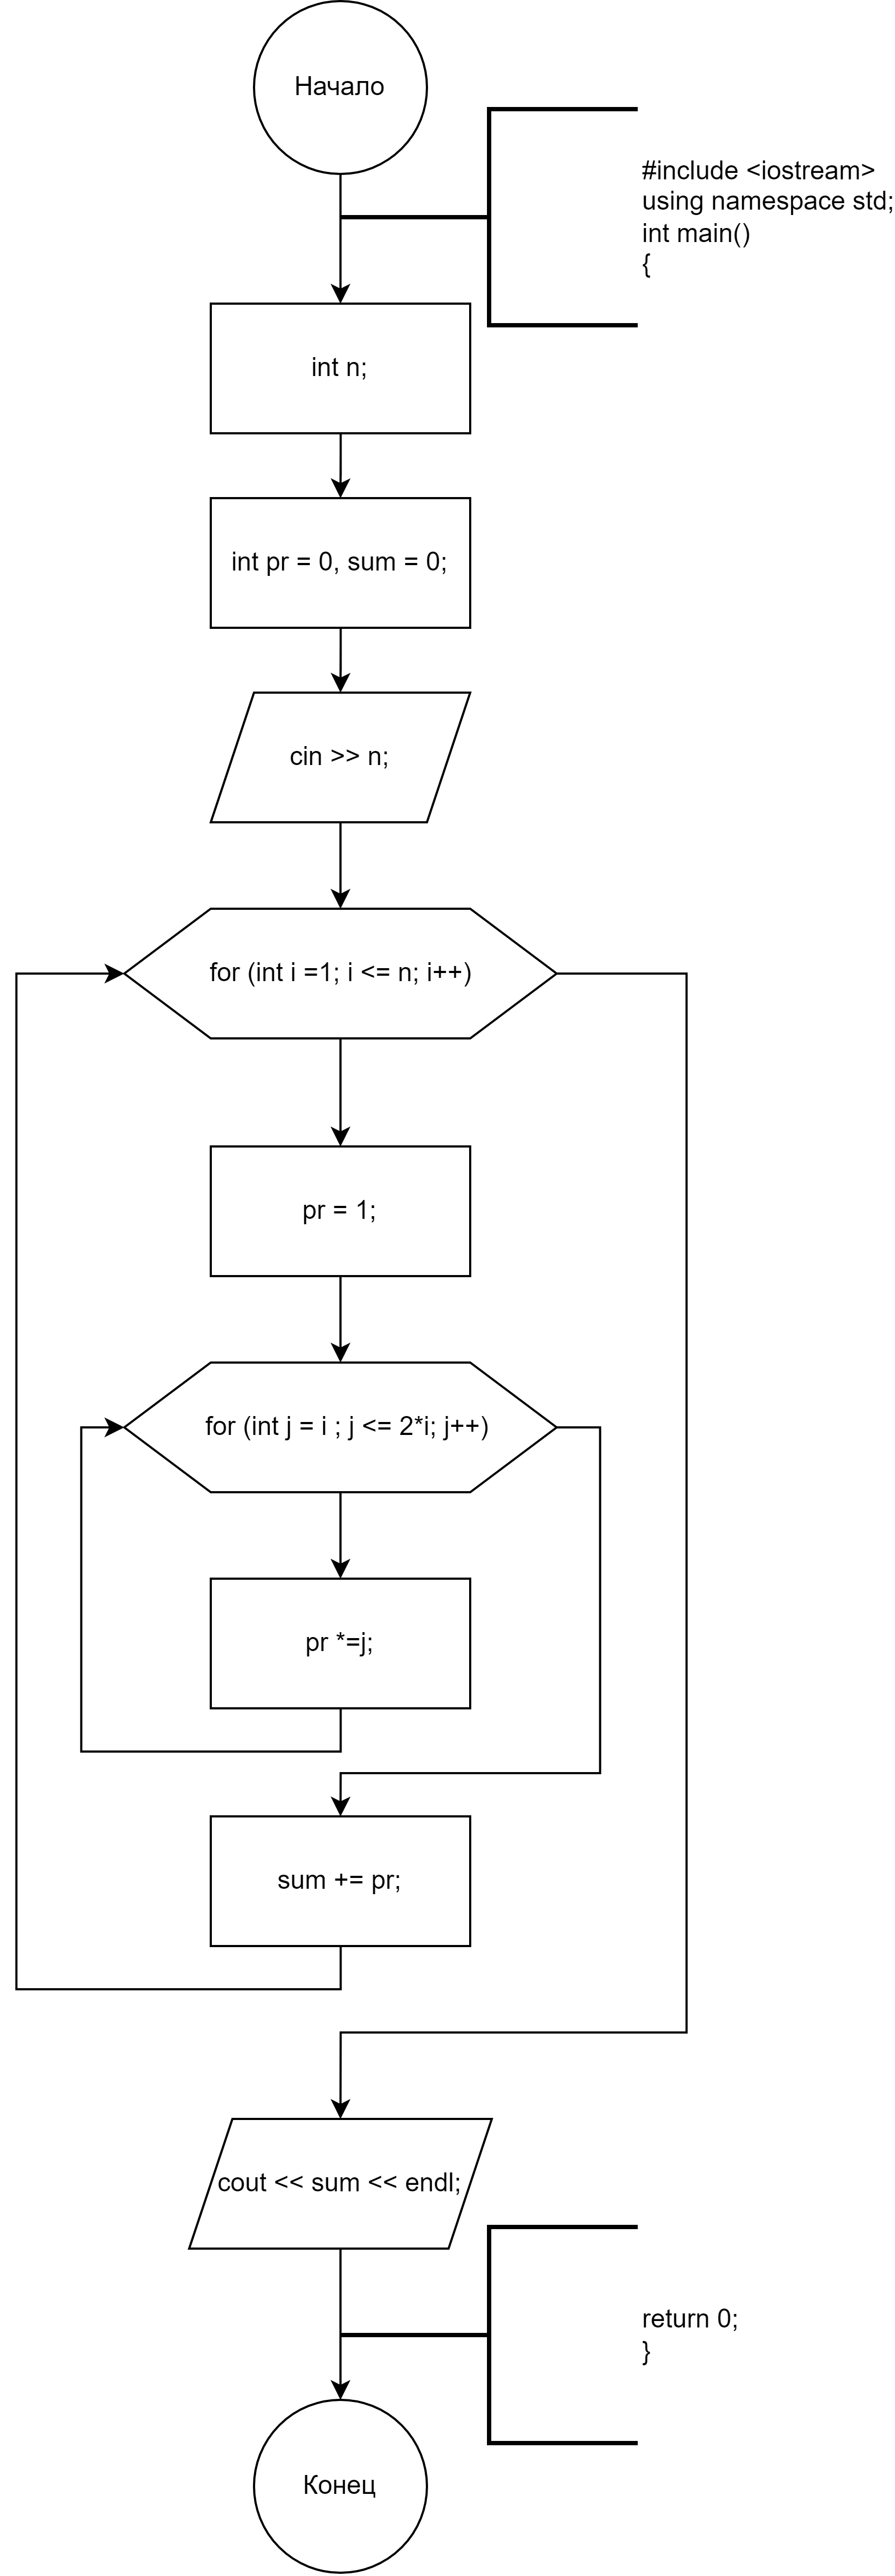 Начало
#include <iostream>
using namespace std;
int main()
{
int n;
int pr = 0, sum = 0;
cin >> n;
for (int i =1; i <= n; i++)
pr = 1;
for (int j = i ; j <= 2*i; j++)
pr *=j;
sum += pr;
cout << sum << endl;
return 0;
}
Конец